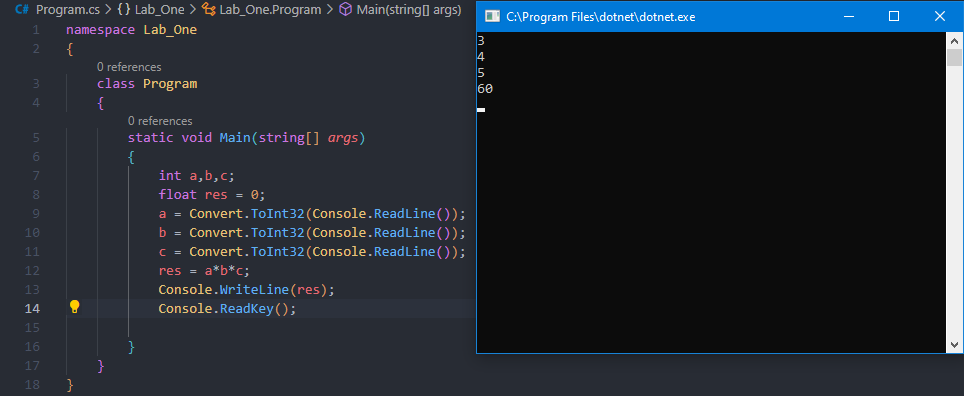 C# Program.cs > {} Lab_One > Lab_One.Program > Main(string[] args)
1 namespace Lab_One
2 {
0 references
3 class Program
4 {
0 references
5 static void Main(string[] args)
6 {
7 int a,b,c;
8 float res = 0;
9 a = Convert.ToInt32(Console.ReadLine());
10 b = Convert.ToInt32(Console.ReadLine());
11 c = Convert.ToInt32(Console.ReadLine());
12 res = a*b*c;
13 Console.WriteLine(res);
14 Console.ReadKey();
15
16 }
17 }
18 }
C:\Program Files\dotnet\dotnet.exe
3
4
5
60